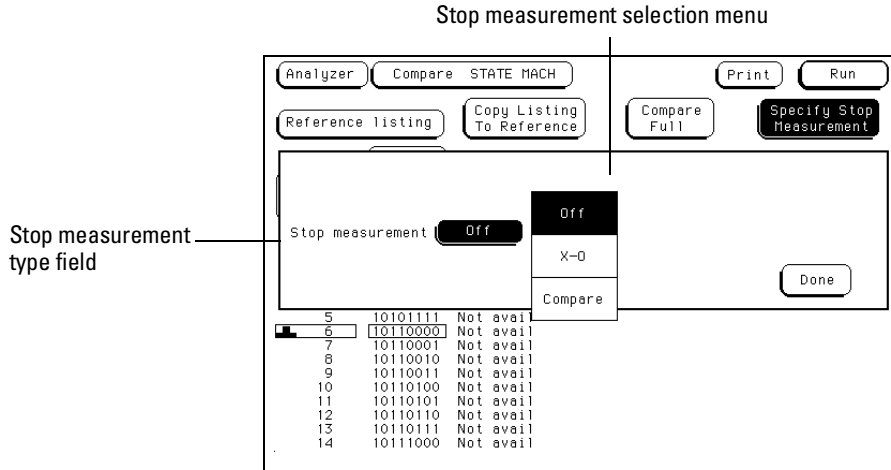 Stop measurement selection menu
Analyzer Compare STATE MACH Print Run
Reference listing Copy Listing To Reference Compare Full Specify Stop Measurement
Stop measurement type field
Stop measurement Off
Off
X-O
Compare
Done
5 10101111 Not avail
6 10110000 Not avail
7 10110001 Not avail
8 10110010 Not avail
9 10110011 Not avail
10 10110100 Not avail
11 10110101 Not avail
12 10110110 Not avail
13 10110111 Not avail
14 10111000 Not avail